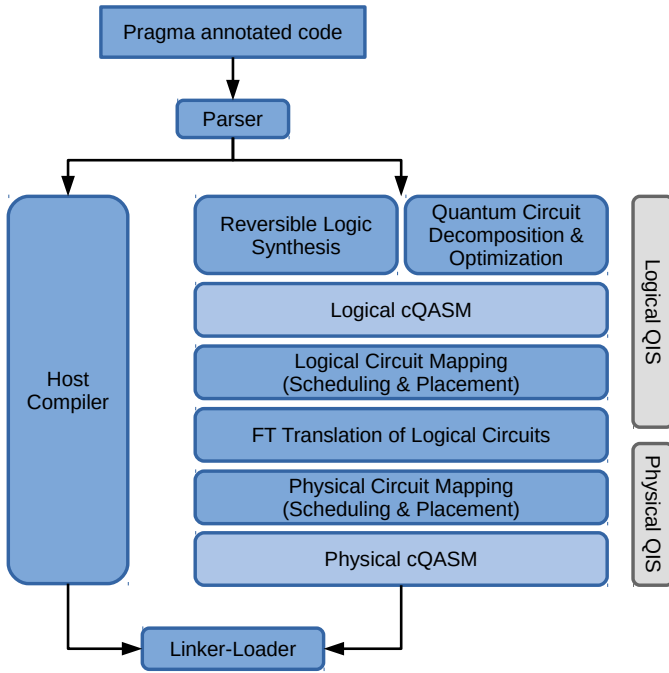 Pragma annotated code
Parser
Host
Compiler
Reversible Logic
Synthesis
Quantum Circuit
Decomposition &
Optimization
Logical cQASM
Logical Circuit Mapping
(Scheduling & Placement)
FT Translation of Logical Circuits
Physical Circuit Mapping
(Scheduling & Placement)
Physical cQASM
Logical QIS
Physical QIS
Linker-Loader